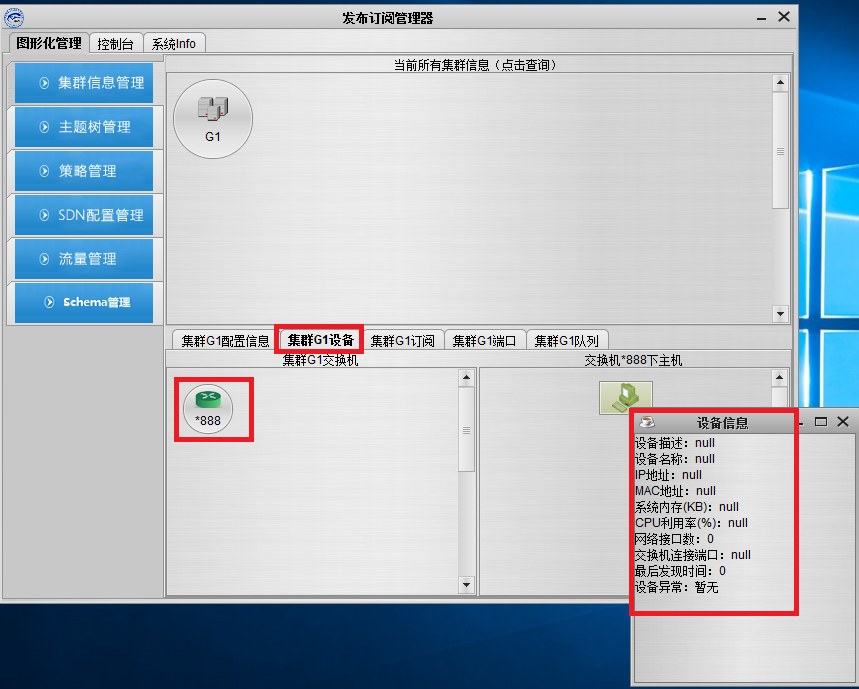 发布订阅管理器
图形化管理 控制台 系统Info
集群信息管理
主题树管理
策略管理
SDN配置管理
流量管理
Schema管理
当前所有集群信息（点击查询）
G1
集群G1配置信息 集群G1设备 集群G1订阅 集群G1端口 集群G1队列
集群G1交换机
*888
交换机*888下主机
设备信息
设备描述：null
设备名称：null
IP地址：null
MAC地址：null
系统内存(KB)：null
CPU利用率(%)：null
网络接口数：0
交换机连接端口：null
最后发现时间：0
设备异常：暂无